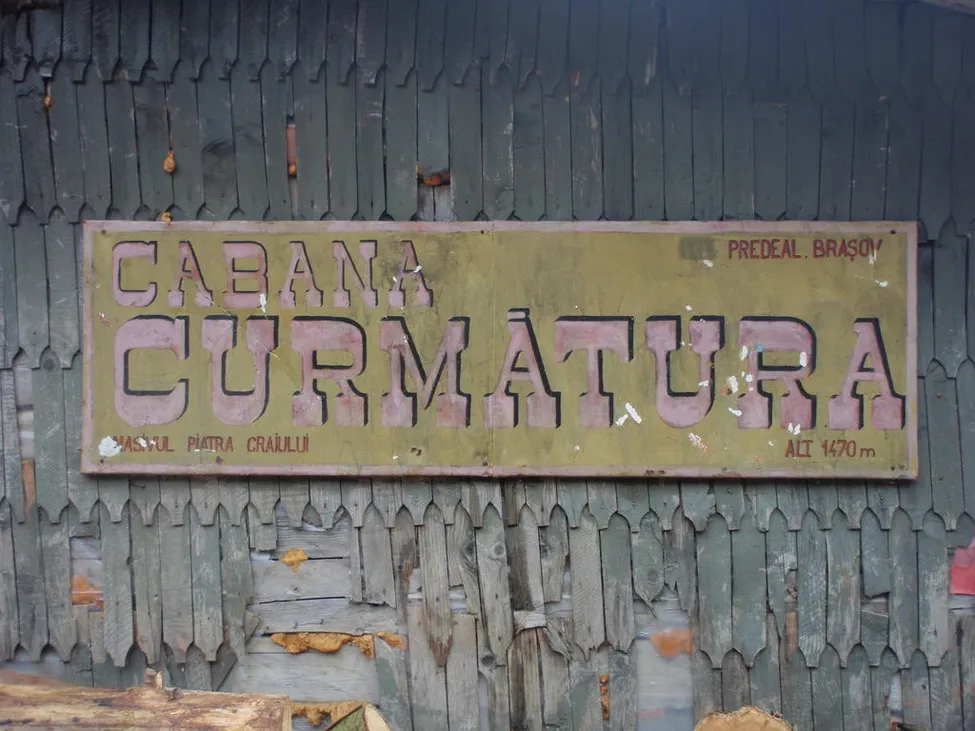 PREDEAL. BRAȘOV
CABANA
CURMĂTURA
MASIVUL PIATRA CRAIULUI
ALT 1470 m